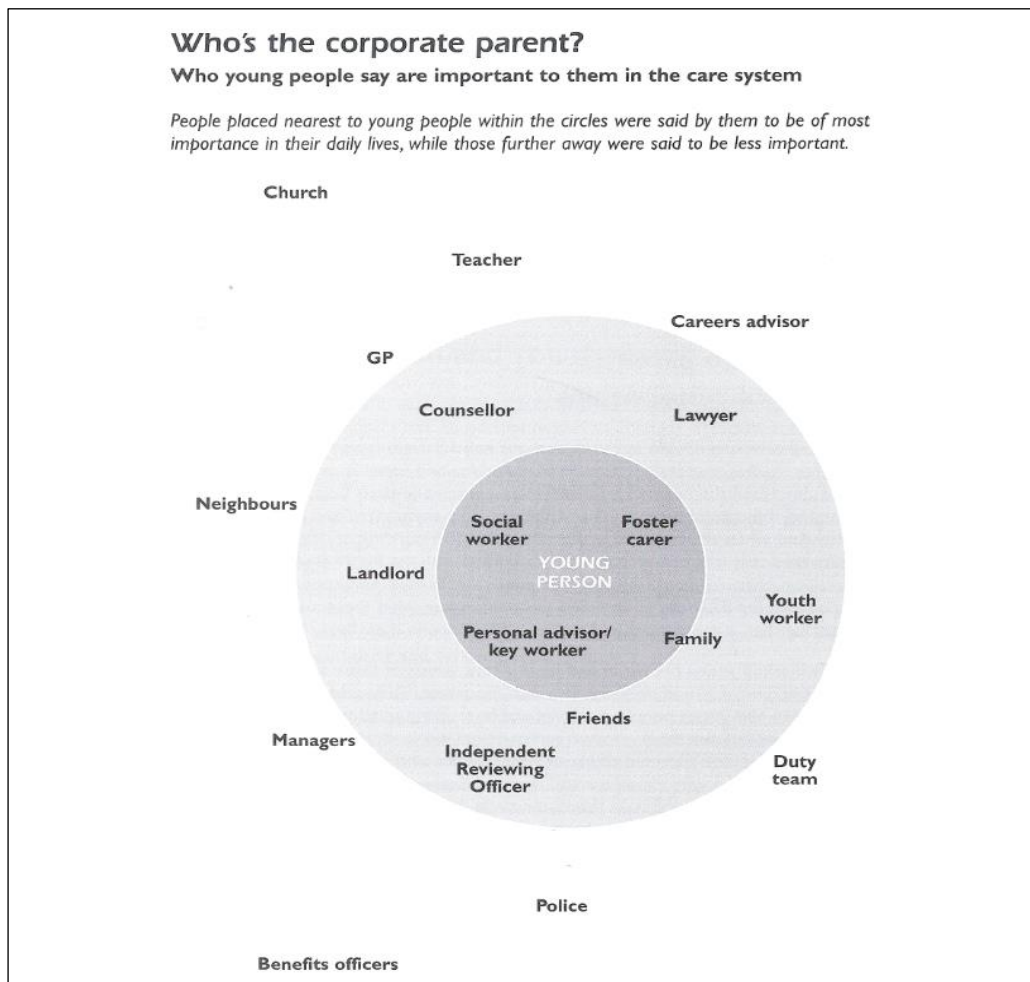 Who's the corporate parent?
Who young people say are important to them in the care system
People placed nearest to young people within the circles were said by them to be of most
importance in their daily lives, while those further away were said to be less important.
Church
Teacher
Careers advisor
GP
Counsellor
Lawyer
Neighbours
Social
worker
Foster
carer
YOUNG
PERSON
Landlord
Youth
worker
Personal advisor/
key worker
Family
Friends
Managers
Independent
Reviewing
Officer
Duty
team
Police
Benefits officers